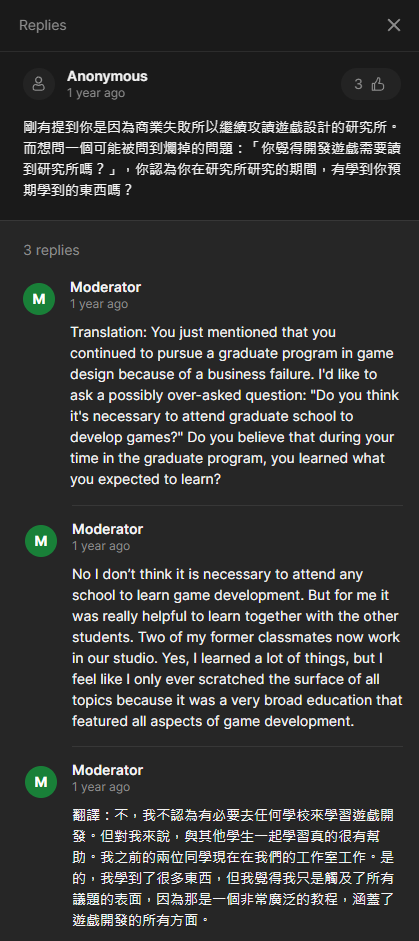 Replies
Anonymous
1 year ago
3
剛有提到你是因為商業失敗所以繼續攻讀遊戲設計的研究所。
而想問一個可能被問到爛掉的問題：「你覺得開發遊戲需要讀
到研究所嗎？」，你認為你在研究所研究的期間，有學到你預
期學到的東西嗎？
3 replies
M
Moderator
1 year ago
Translation: You just mentioned that you
continued to pursue a graduate program in game
design because of a business failure. I'd like to
ask a possibly over-asked question: "Do you think
it's necessary to attend graduate school to
develop games?" Do you believe that during your
time in the graduate program, you learned what
you expected to learn?
M
Moderator
1 year ago
No I don’t think it is necessary to attend any
school to learn game development. But for me it
was really helpful to learn together with the other
students. Two of my former classmates now work
in our studio. Yes, I learned a lot of things, but I
feel like I only ever scratched the surface of all
topics because it was a very broad education that
featured all aspects of game development.
M
Moderator
1 year ago
翻譯：不，我不認為有必要去任何學校來學習遊戲開
發。但對我來說，與其他學生一起學習真的很有幫
助。我之前的兩位同學現在在我們的工作室工作。是
的，我學到了很多東西，但我覺得我只是觸及了所有
議題的表面，因為那是一個非常廣泛的教程，涵蓋了
遊戲開發的所有方面。